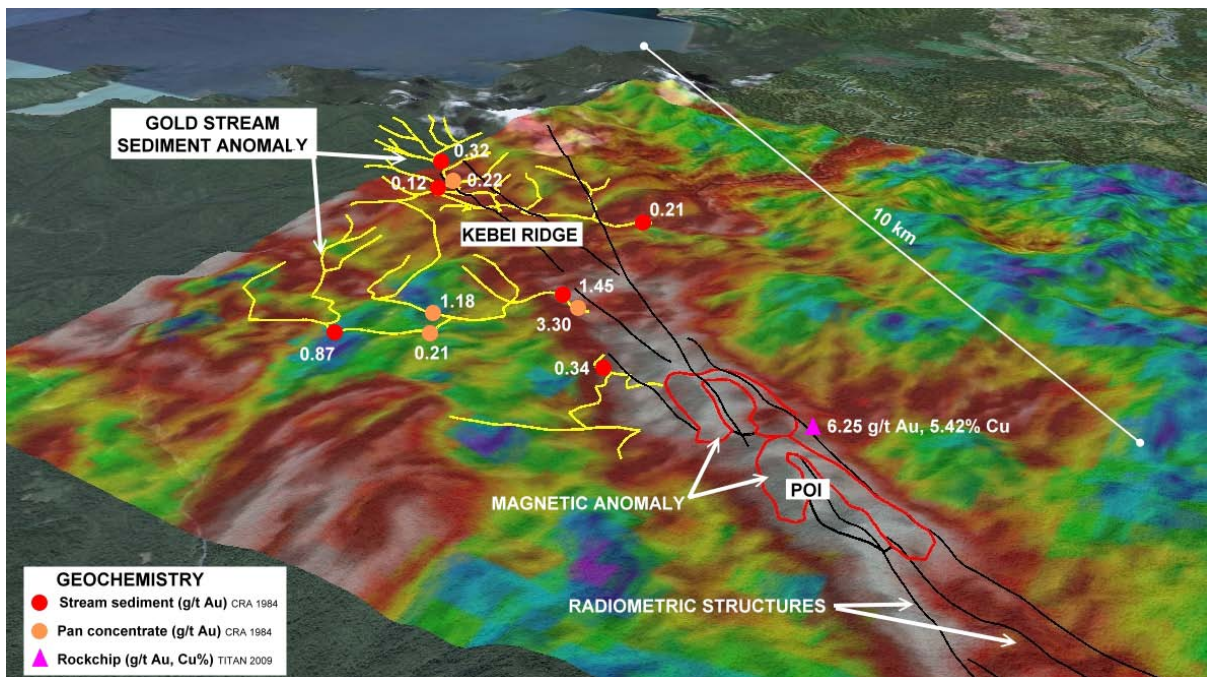 GOLD STREAM
SEDIMENT ANOMALY
0.32
0.22
0.12
0.21
KEBEI RIDGE
10 km
1.45
1.18
3.30
0.87
0.21
0.34
6.25 g/t Au, 5.42% Cu
MAGNETIC ANOMALY
POI
RADIOMETRIC STRUCTURES
GEOCHEMISTRY
Stream sediment (g/t Au) CRA 1984
Pan concentrate (g/t Au) CRA 1984
Rockchip (g/t Au, Cu%) TITAN 2009